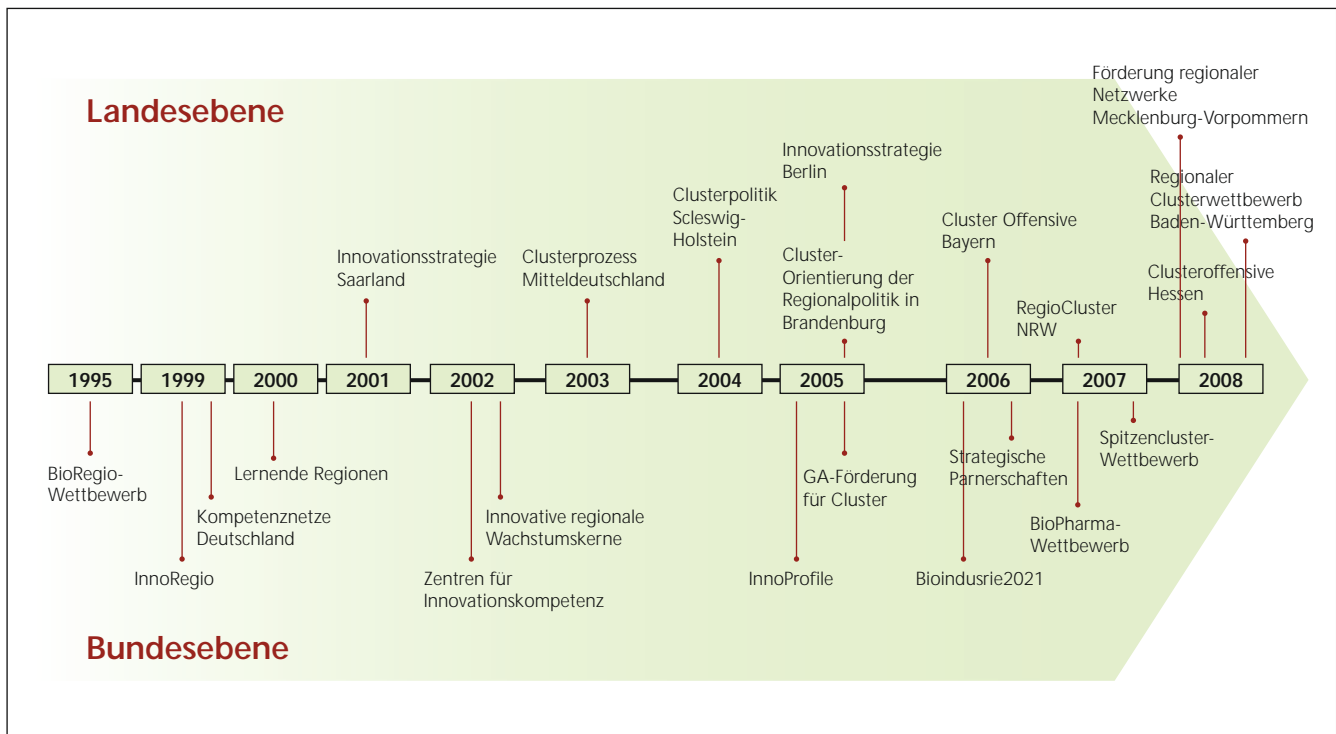 Landesebene
Förderung regionaler
Netzwerke
Mecklenburg-Vorpommern
Innovationsstrategie
Berlin
Regionaler
Clusterwettbewerb
Baden-Württemberg
Clusterpolitik
Scleswig-
Holstein
Cluster Offensive
Bayern
Innovationsstrategie
Saarland
Clusterprozess
Mitteldeutschland
Cluster-
Orientierung der
Regionalpolitik in
Brandenburg
Clusteroffensive
Hessen
RegioCluster
NRW
1995
1999
2000
2001
2002
2003
2004
2005
2006
2007
2008
BioRegio-
Wettbewerb
Lernende Regionen
GA-Förderung
für Cluster
Strategische
Parnerschaften
Spitzencluster-
Wettbewerb
Kompetenznetze
Deutschland
Innovative regionale
Wachstumskerne
BioPharma-
Wettbewerb
InnoRegio
Zentren für
Innovationskompetenz
InnoProfile
Bioindusrie2021
Bundesebene